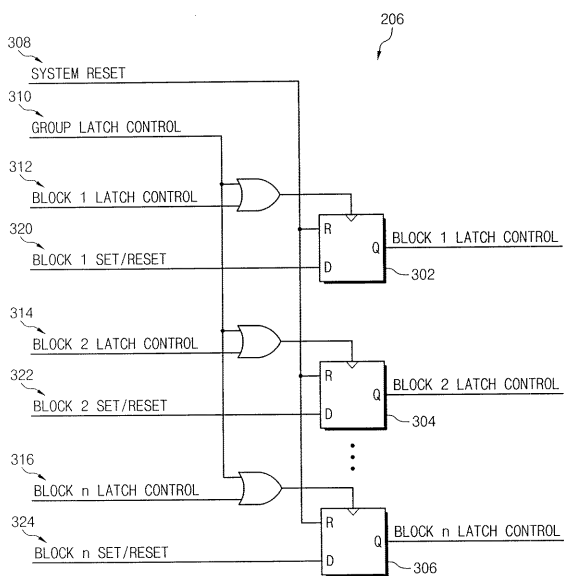 206
308
SYSTEM RESET
310
GROUP LATCH CONTROL
312
BLOCK 1 LATCH CONTROL
R
Q
BLOCK 1 LATCH CONTROL
320
BLOCK 1 SET/RESET
D
302
314
BLOCK 2 LATCH CONTROL
R
Q
BLOCK 2 LATCH CONTROL
322
BLOCK 2 SET/RESET
D
304
316
BLOCK n LATCH CONTROL
R
Q
BLOCK n LATCH CONTROL
324
BLOCK n SET/RESET
D
306